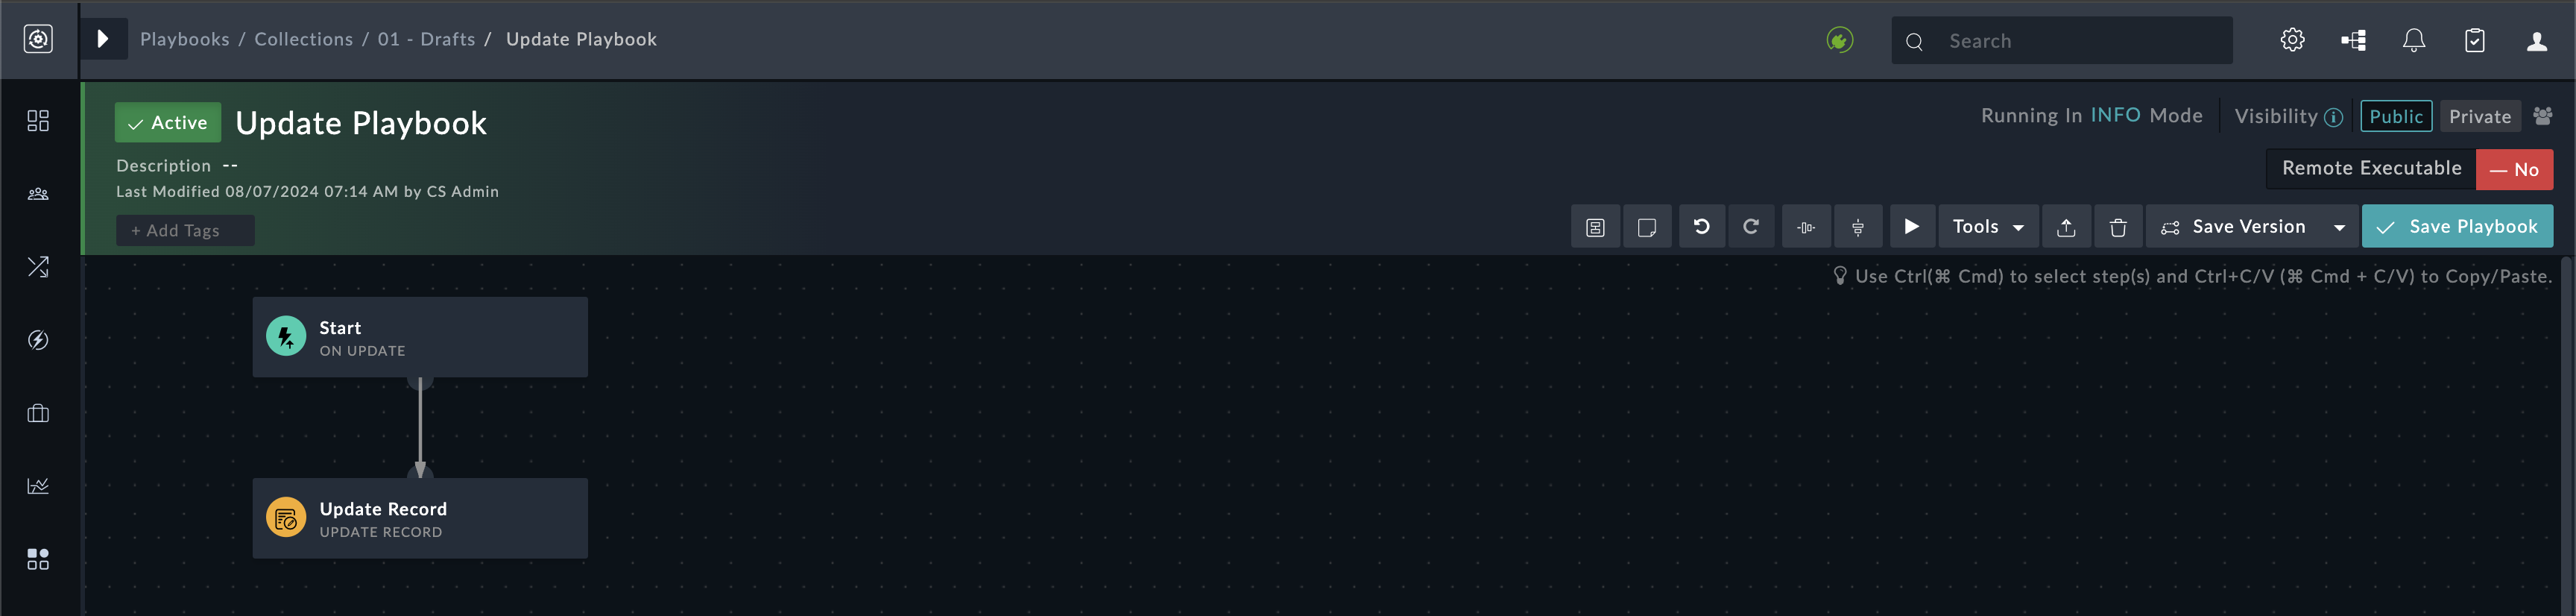 Playbooks / Collections / 01 - Drafts / Update Playbook
Search
Active
Update Playbook
Running In INFO Mode
Visibility
Public
Private
Description --
Last Modified 08/07/2024 07:14 AM by CS Admin
Remote Executable
— No
+ Add Tags
Tools
Save Version
Save Playbook
Use Ctrl(⌘ Cmd) to select step(s) and Ctrl+C/V (⌘ Cmd + C/V) to Copy/Paste.
Start
ON UPDATE
Update Record
UPDATE RECORD